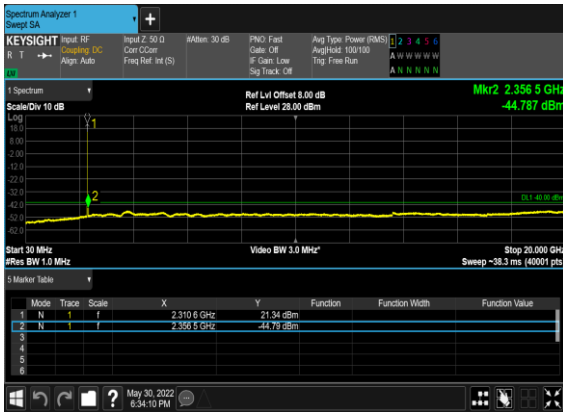 Spectrum Analyzer 1
Swept SA
+
KEYSIGHT Input: RF Input Z: 50 Ω #Atten: 30 dB PNO: Fast Avg Type: Power (RMS) 1 2 3 4 5 6
R T Coupling: DC Corr CCorr Gate: Off Avg|Hold: 100/100 A W W W W W
Align: Auto Freq Ref: Int (S) IF Gain: Low Trig: Free Run
LNI Sig Track: Off A N N N N N
1 Spectrum Ref Lvl Offset 8.00 dB Mkr2 2.356 5 GHz
Scale/Div 10 dB Ref Level 28.00 dBm -44.787 dBm
Log
18.0 1
8.00
-2.00
-12.0
-22.0
-32.0 2 DL1 -40.00 dBm
-42.0
-52.0
-62.0
Start 30 MHz Video BW 3.0 MHz* Stop 20.000 GHz
#Res BW 1.0 MHz Sweep ~38.3 ms (40001 pts)
5 Marker Table
Mode Trace Scale X Y Function Function Width Function Value
1 N 1 f 2.310 6 GHz 21.34 dBm
2 N 1 f 2.356 5 GHz -44.79 dBm
3
4
5
6
? May 30, 2022
6:34:10 PM